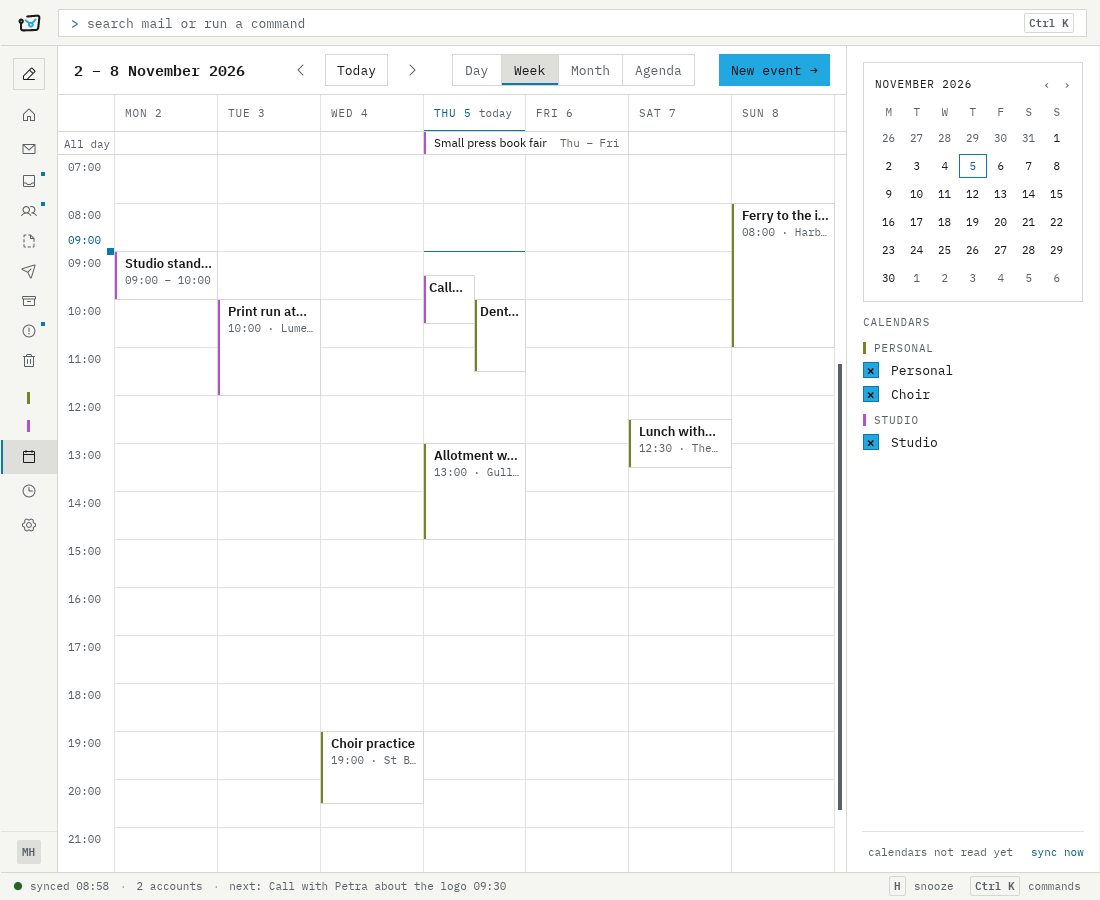 > search mail or run a command Ctrl K
2 – 8 November 2026 Today Day Week Month Agenda New event →
MON 2 TUE 3 WED 4 THU 5 today FRI 6 SAT 7 SUN 8
All day Small press book fair Thu – Fri
07:00
08:00
09:00
09:00
10:00
11:00
12:00
13:00
14:00
15:00
16:00
17:00
18:00
19:00
20:00
21:00
Studio stand…
09:00 – 10:00
Print run at…
10:00 · Lume…
Choir practice
19:00 · St B…
Call…
Dent…
Allotment w…
13:00 · Gull…
Lunch with…
12:30 · The…
Ferry to the i…
08:00 · Harb…
NOVEMBER 2026 ‹ ›
M T W T F S S
26 27 28 29 30 31 1
2 3 4 5 6 7 8
9 10 11 12 13 14 15
16 17 18 19 20 21 22
23 24 25 26 27 28 29
30 1 2 3 4 5 6
CALENDARS
PERSONAL
Personal
Choir
STUDIO
Studio
calendars not read yet sync now
MH
synced 08:58 · 2 accounts · next: Call with Petra about the logo 09:30 H snooze Ctrl K commands